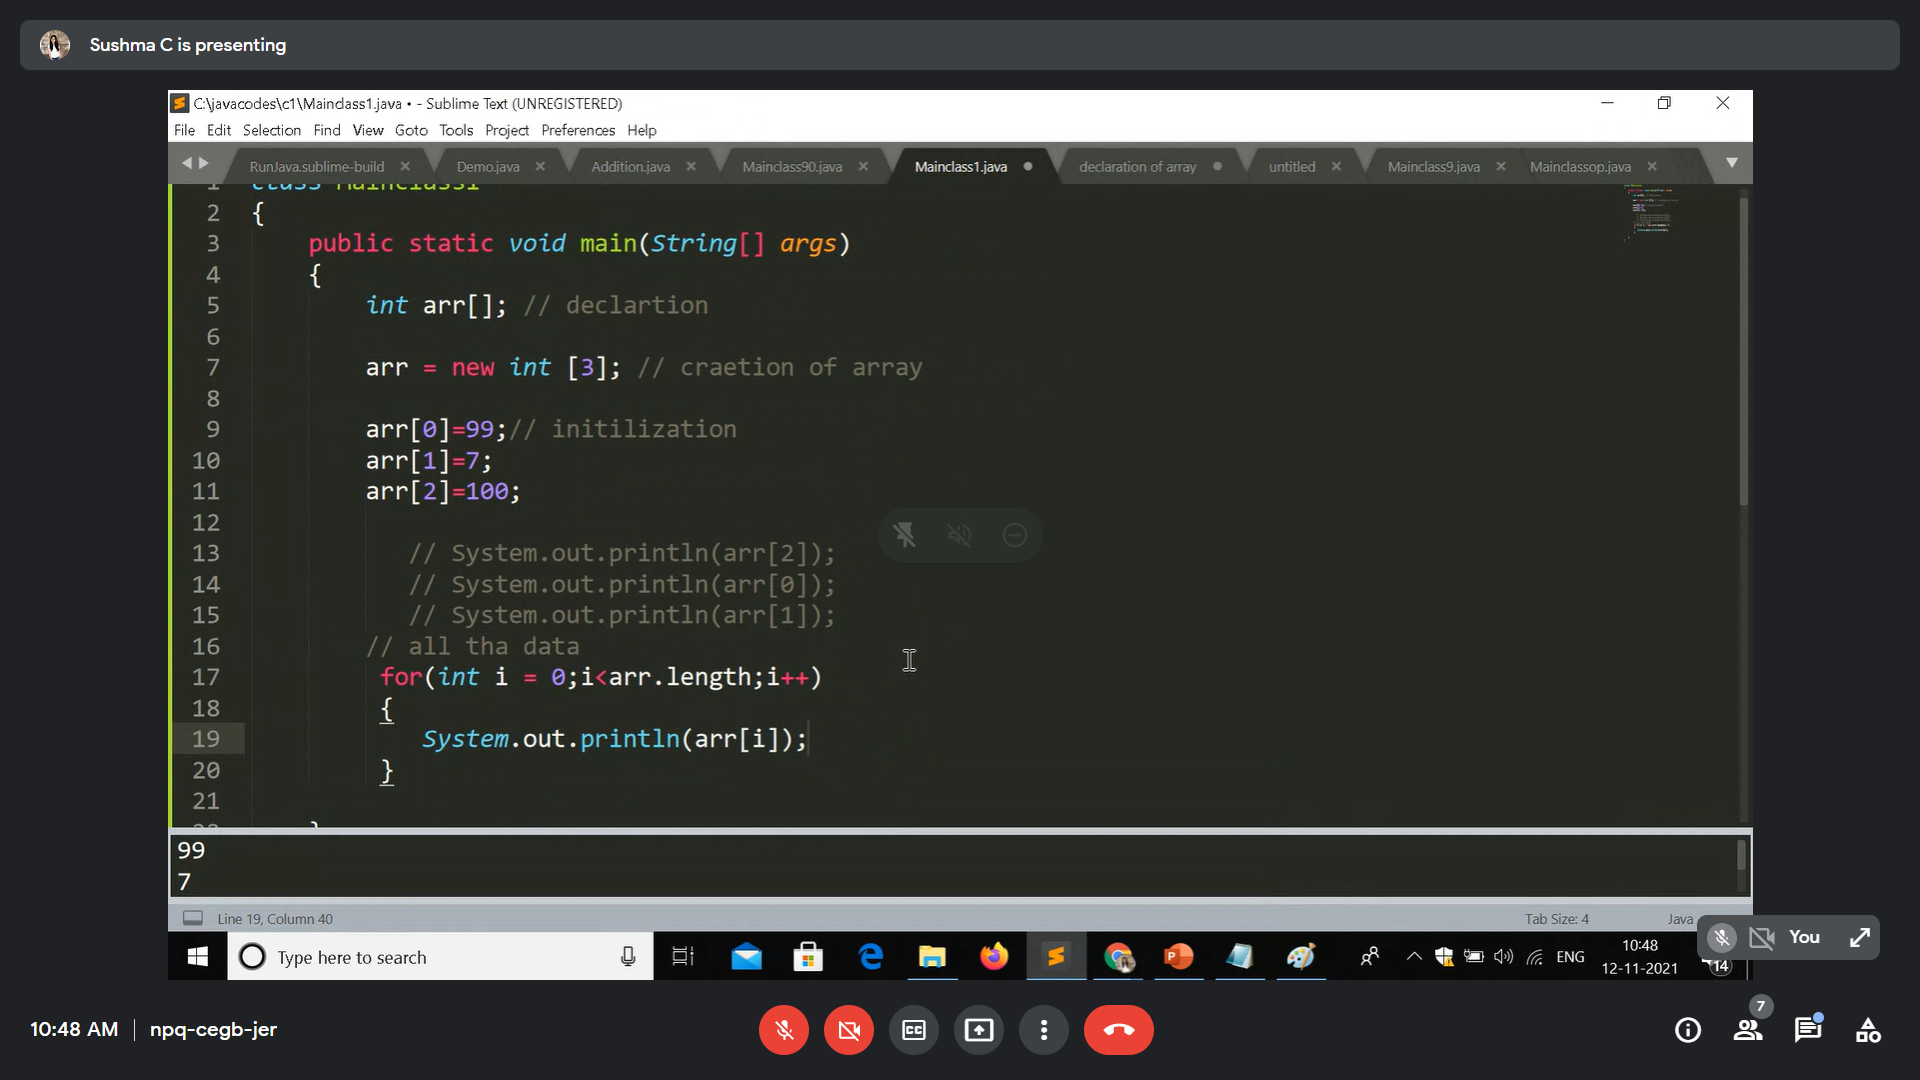 Sushma C is presenting
C:\javacodes\c1\Mainclass1.java • - Sublime Text (UNREGISTERED)
File Edit Selection Find View Goto Tools Project Preferences Help
RunJava.sublime-build Demo.java Addition.java Mainclass90.java Mainclass1.java declaration of array untitled Mainclass9.java Mainclassop.java
1 class Mainclass1
2 {
3 public static void main(String[] args)
4 {
5 int arr[]; // declartion
6
7 arr = new int [3]; // craetion of array
8
9 arr[0]=99;// initilization
10 arr[1]=7;
11 arr[2]=100;
12
13 // System.out.println(arr[2]);
14 // System.out.println(arr[0]);
15 // System.out.println(arr[1]);
16 // all tha data
17 for(int i = 0;i<arr.length;i++)
18 {
19 System.out.println(arr[i]);
20 }
21
22 }
99
7
Line 19, Column 40 Tab Size: 4 Java
You
Type here to search
ENG
10:48
12-11-2021
14
10:48 AM npq-cegb-jer
CC
7